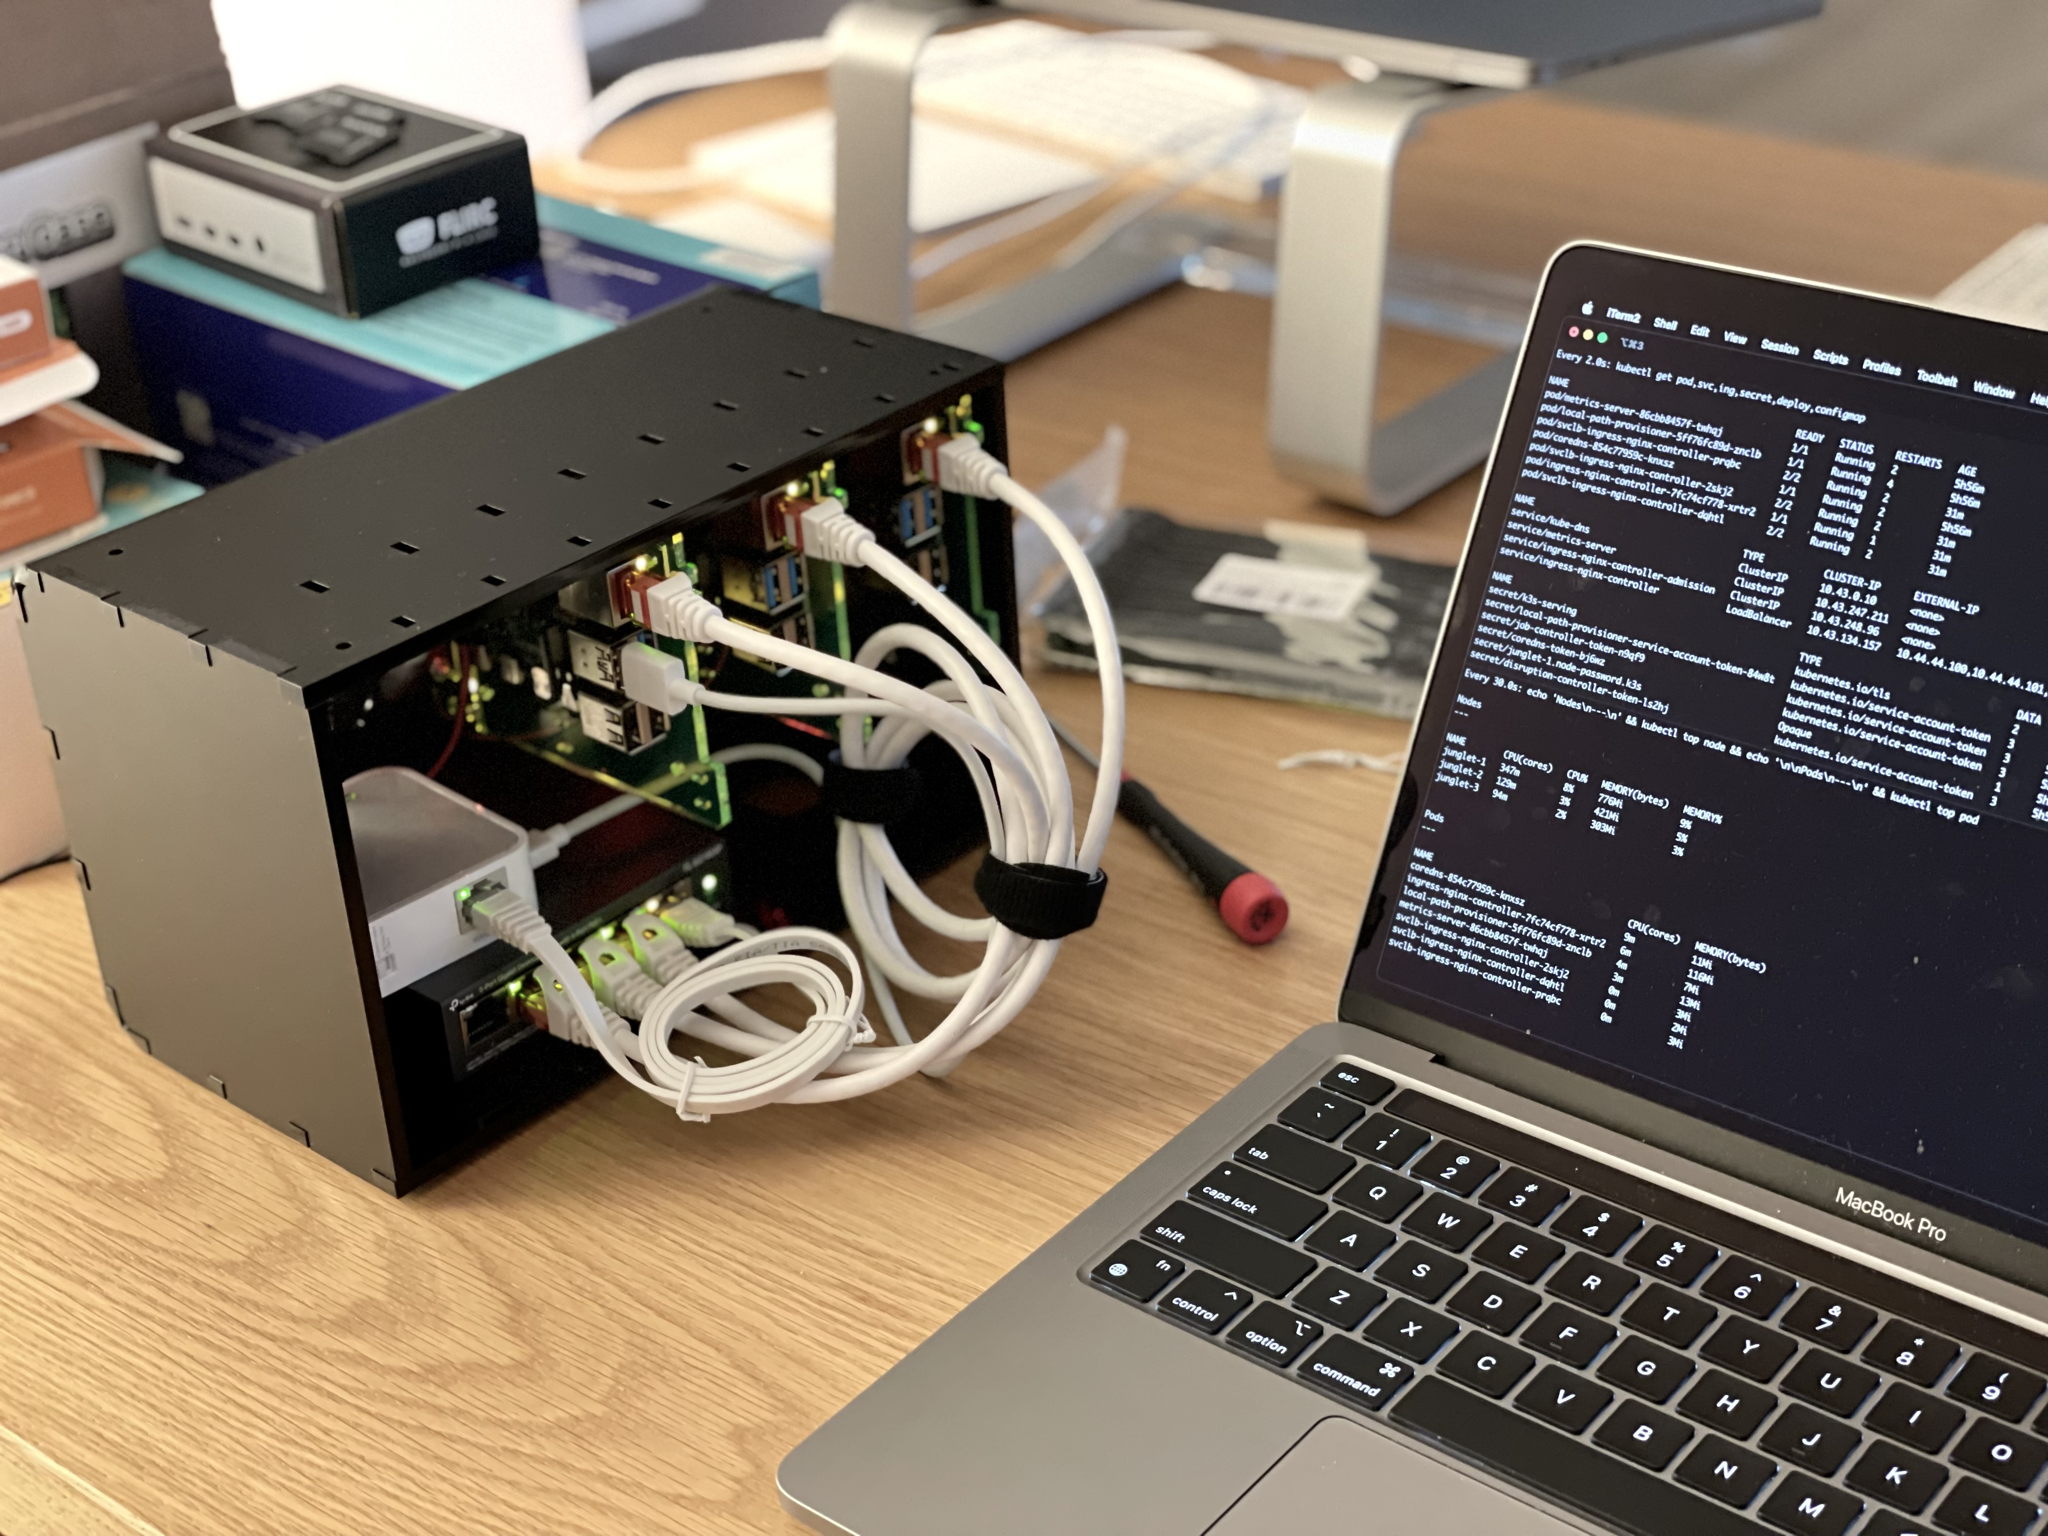 FLIRC
iTerm2 Shell Edit View Session Scripts Profiles Toolbelt Window Hel
⌥⌘3
Every 2.0s: kubectl get pod,svc,ing,secret,deploy,configmap
NAME READY STATUS RESTARTS AGE
pod/metrics-server-86cbb8457f-twhqj 1/1 Running 2 5h56m
pod/local-path-provisioner-5ff76fc89d-znclb 1/1 Running 4 5h56m
pod/svclb-ingress-nginx-controller-prqbc 2/2 Running 2 31m
pod/coredns-854c77959c-knxsz 1/1 Running 2 5h56m
pod/svclb-ingress-nginx-controller-2skj2 2/2 Running 2 31m
pod/ingress-nginx-controller-7fc74cf778-xrtr2 1/1 Running 1 31m
pod/svclb-ingress-nginx-controller-dqhtl 2/2 Running 2 31m
NAME TYPE CLUSTER-IP EXTERNAL-IP
service/kube-dns ClusterIP 10.43.0.10 <none>
service/metrics-server ClusterIP 10.43.247.211 <none>
service/ingress-nginx-controller-admission ClusterIP 10.43.248.96 <none>
service/ingress-nginx-controller LoadBalancer 10.43.134.157 10.44.44.100,10.44.44.101,
NAME TYPE DATA
secret/k3s-serving kubernetes.io/tls 2
secret/local-path-provisioner-service-account-token-84w8t kubernetes.io/service-account-token 3
secret/job-controller-token-n9qf9 kubernetes.io/service-account-token 3
secret/coredns-token-bj6wz kubernetes.io/service-account-token 3
secret/junglet-1.node-password.k3s Opaque 1
secret/disruption-controller-token-ls2hj kubernetes.io/service-account-token 3
Every 30.0s: echo 'Nodes\n---\n' && kubectl top node && echo '\n\nPods\n---\n' && kubectl top pod
Nodes
---
NAME CPU(cores) CPU% MEMORY(bytes) MEMORY%
junglet-1 347m 8% 776Mi 9%
junglet-2 129m 3% 421Mi 5%
junglet-3 94m 2% 303Mi 3%
Pods
---
NAME CPU(cores) MEMORY(bytes)
coredns-854c77959c-knxsz 9m 11Mi
ingress-nginx-controller-7fc74cf778-xrtr2 6m 116Mi
local-path-provisioner-5ff76fc89d-znclb 4m 7Mi
metrics-server-86cbb8457f-twhqj 3m 13Mi
svclb-ingress-nginx-controller-2skj2 0m 3Mi
svclb-ingress-nginx-controller-dqhtl 0m 2Mi
svclb-ingress-nginx-controller-prqbc 0m 3Mi
MacBook Pro
esc
~ `
! 1 @ 2 # 3 $ 4 % 5 ^ 6 & 7 * 8 ( 9
tab Q W E R T Y U I O
caps lock A S D F G H J K L
shift Z X C V B N M
fn control ⌃ option ⌥ command ⌘